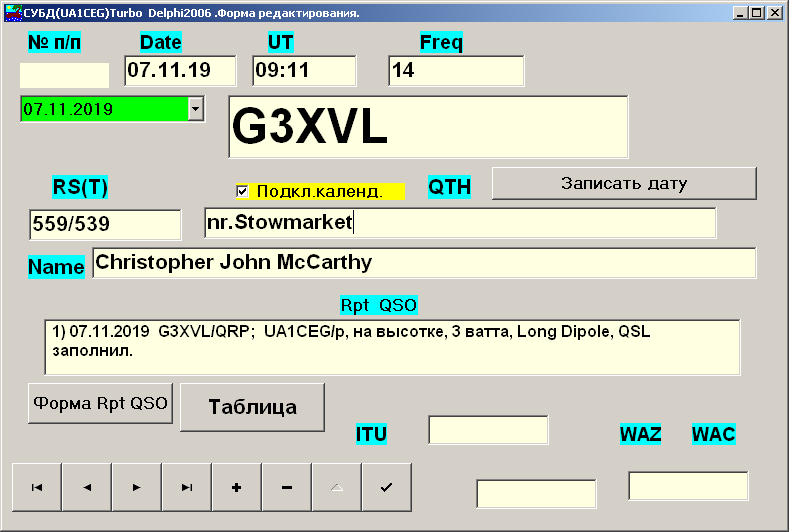 СУБД(UA1CEG)Turbo Delphi2006 .Форма редактирования.
№ п/п Date UT Freq
07.11.19 09:11 14
07.11.2019
G3XVL
RS(T) Подкл.календ. QTH Записать дату
559/539 nr.Stowmarket
Name Christopher John McCarthy
Rpt QSO
1) 07.11.2019 G3XVL/QRP; UA1CEG/p, на высотке, 3 ватта, Long Dipole, QSL
заполнил.
Форма Rpt QSO Таблица
ITU WAZ WAC